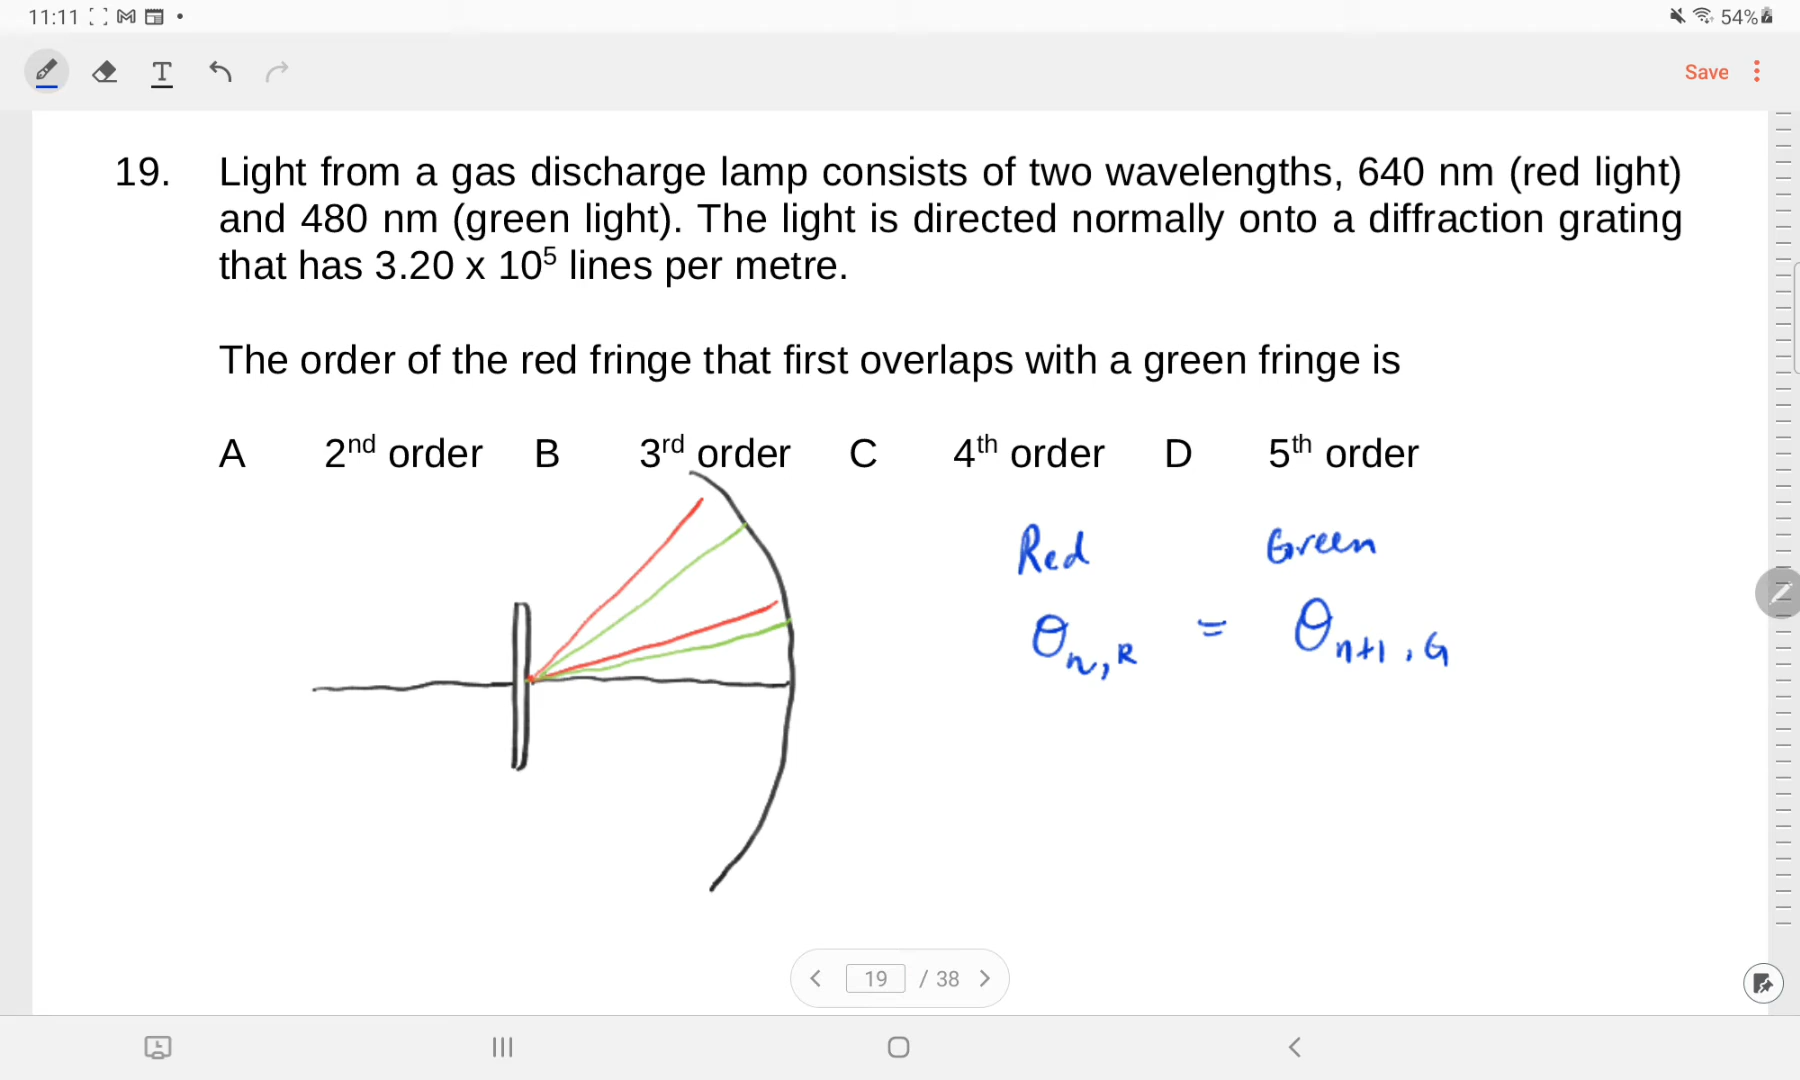 11:11
54%
T
Save
19. Light from a gas discharge lamp consists of two wavelengths, 640 nm (red light)
and 480 nm (green light). The light is directed normally onto a diffraction grating
that has 3.20 x 10⁵ lines per metre.
The order of the red fringe that first overlaps with a green fringe is
A 2ⁿᵈ order B 3ʳᵈ order C 4ᵗʰ order D 5ᵗʰ order
Red Green
θn,R = θn+1,G
19 / 38